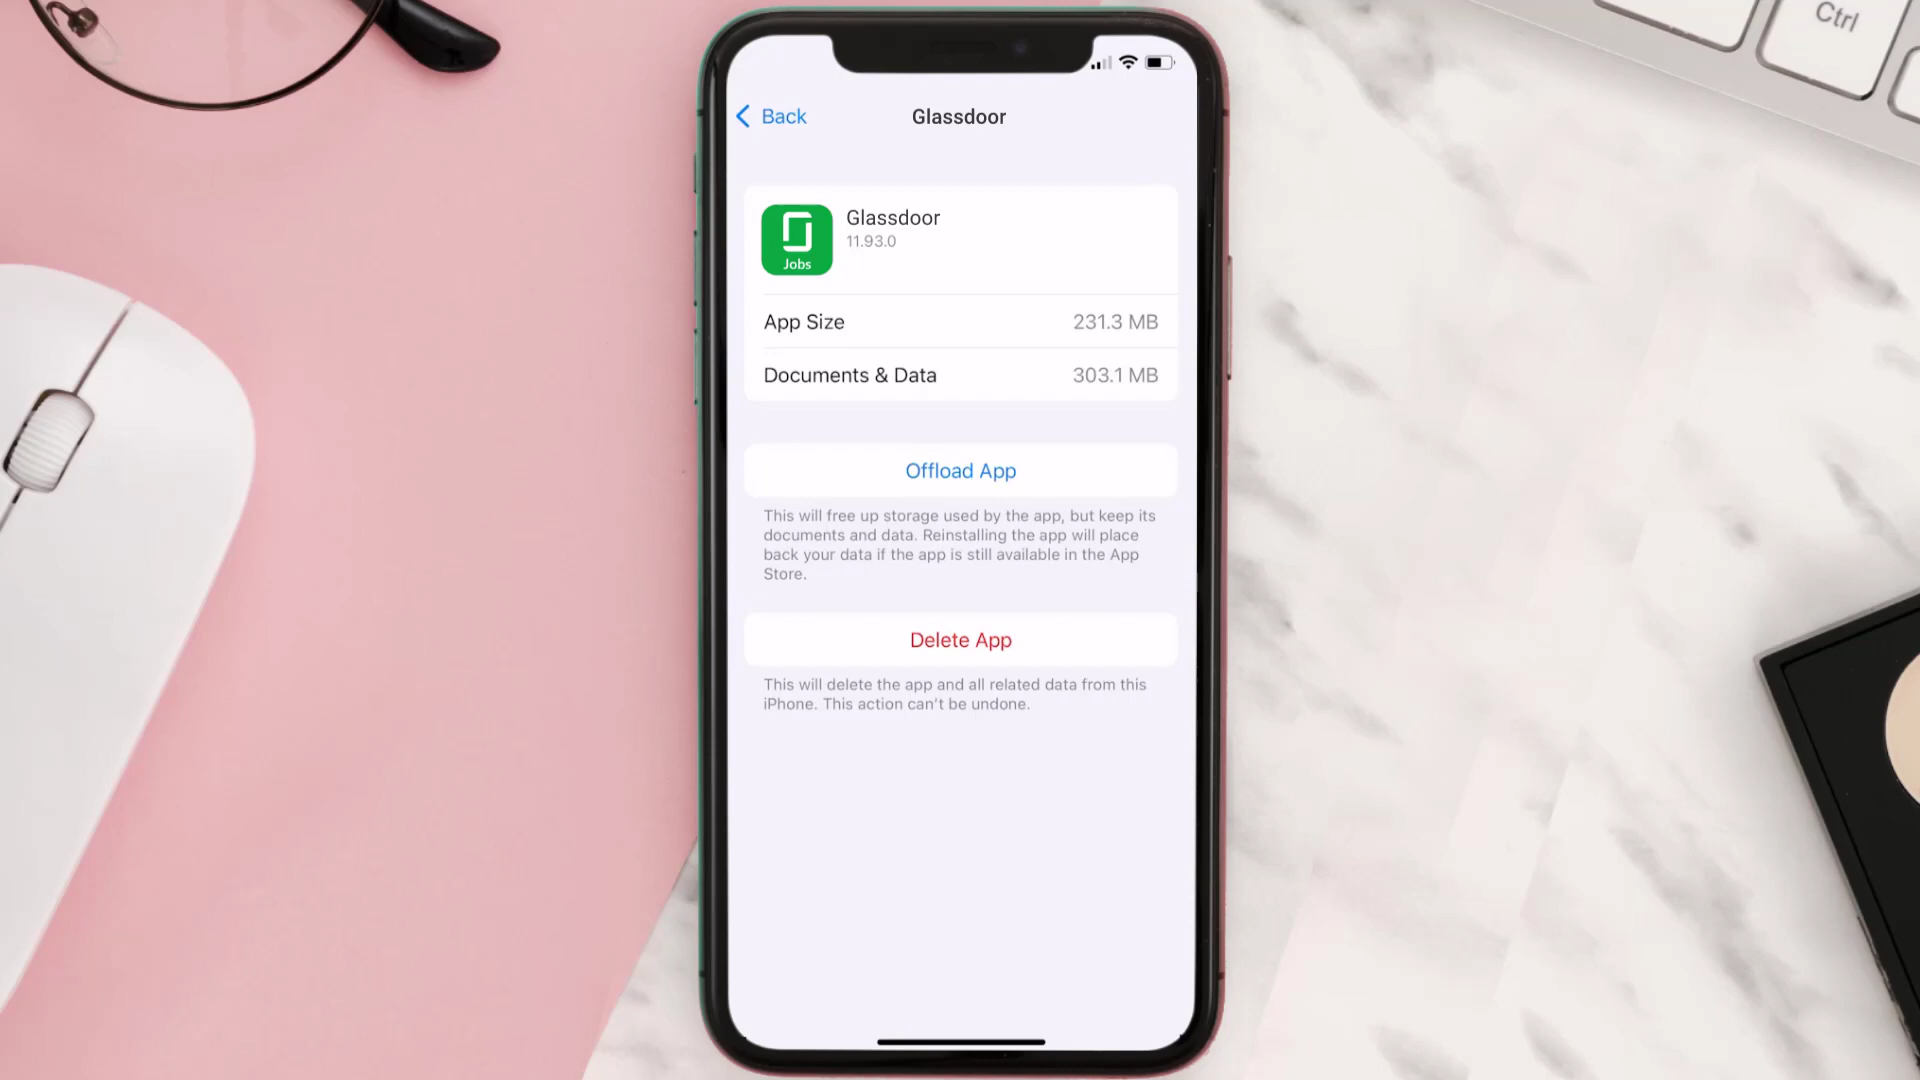 Ctrl
Back
Glassdoor
Jobs
Glassdoor
11.93.0
App Size
231.3 MB
Documents & Data
303.1 MB
Offload App
This will free up storage used by the app, but keep its
documents and data. Reinstalling the app will place
back your data if the app is still available in the App
Store.
Delete App
This will delete the app and all related data from this
iPhone. This action can't be undone.